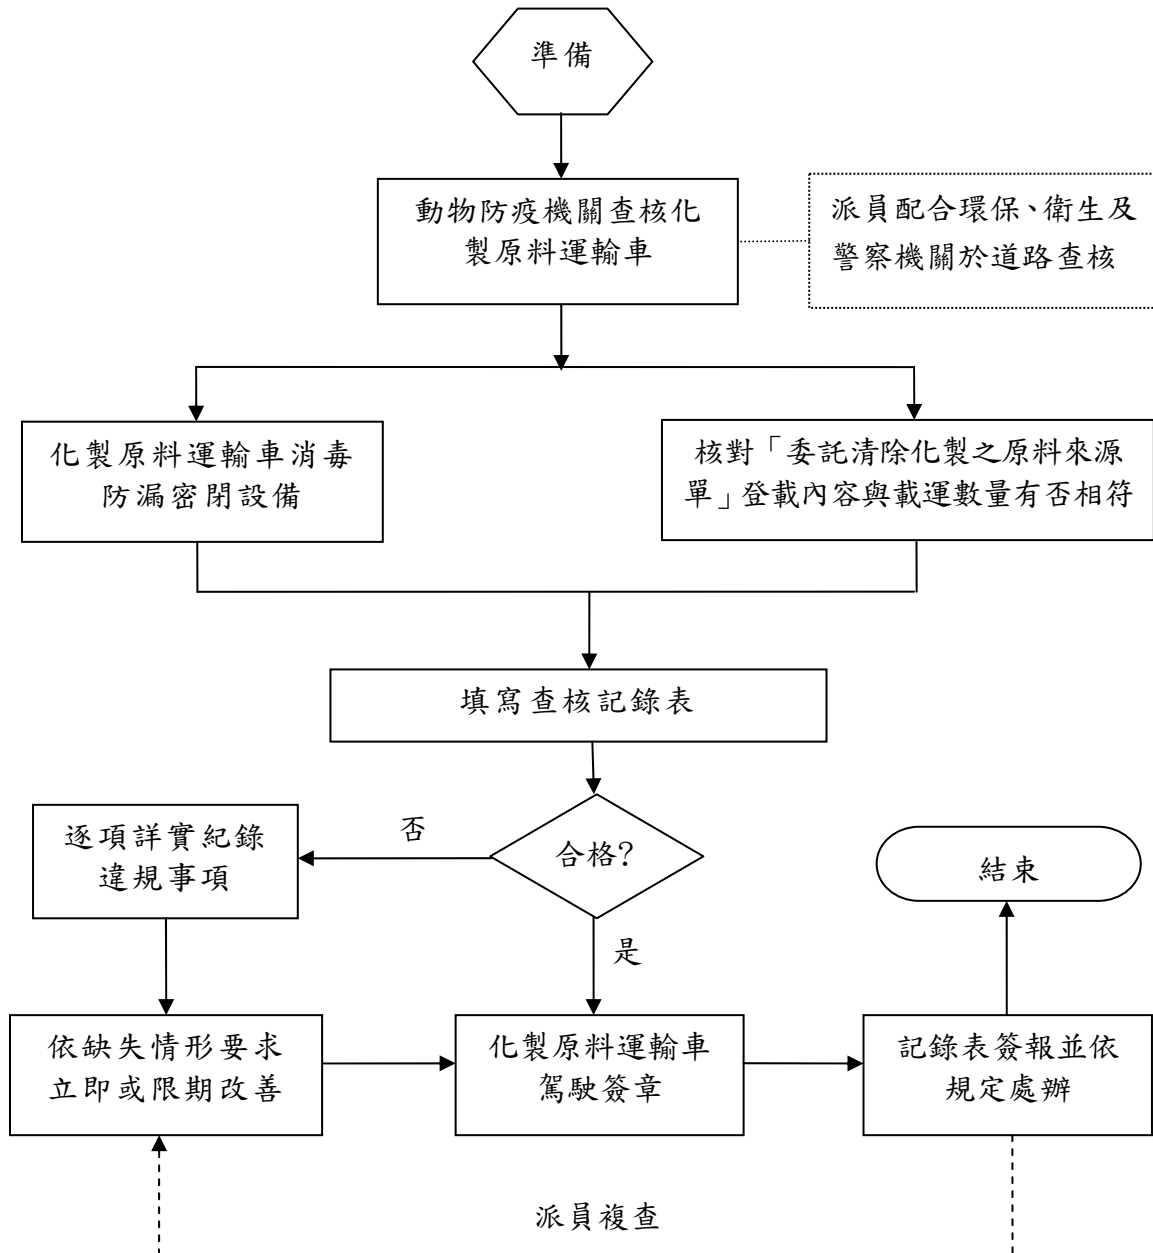 準備
動物防疫機關查核化
製原料運輸車
派員配合環保、衛生及
警察機關於道路查核
化製原料運輸車消毒
防漏密閉設備
核對「委託清除化製之原料來源
單」登載內容與載運數量有否相符
填寫查核記錄表
合格?
否
是
逐項詳實紀錄
違規事項
結束
依缺失情形要求
立即或限期改善
化製原料運輸車
駕駛簽章
記錄表簽報並依
規定處辦
派員複查